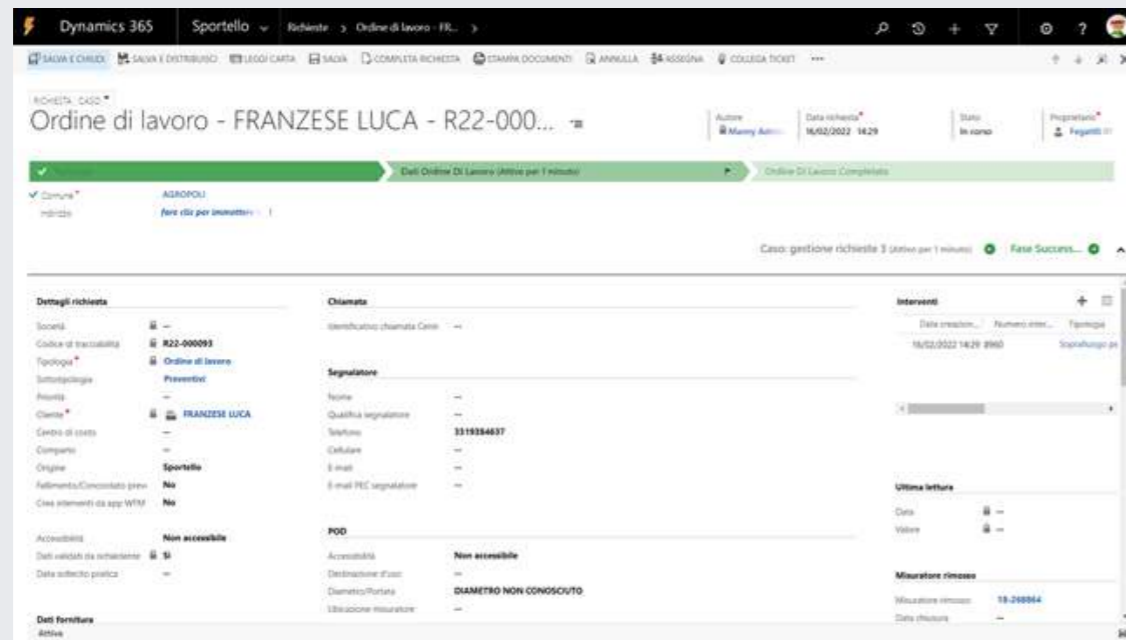 Dynamics 365 Sportello Richieste > Ordine di lavoro - FR... >
SALVA E CHIUDI SALVA E DISTRIBUISCI LEGGI CARTA SALVA COMPLETA RICHIESTA STAMPA DOCUMENTI ANNULLA ASSEGNA COLLEGA TICKET ...
RICHIESTA : CASO
Ordine di lavoro - FRANZESE LUCA - R22-000...
Autore Data richiesta* Stato Proprietario*
Manny 16/02/2022 14:29 In corso
Dati Ordine Di Lavoro (Attivo per 1 minuto) Ordine Di Lavoro Completato
Comune* AGROPOLI
Indirizzo fare clic per immettere
Caso: gestione richieste 3 (Attivo per 1 minuto) Fase Success...
Dettagli richiesta
Società --
Codice di tracciabilità R22-000093
Tipologia* Ordine di lavoro
Sottotipologia Preventivi
Priorità --
Cliente* FRANZESE LUCA
Centro di costo --
Comparto --
Origine Sportello
Fallimento/Concordato prev No
Crea interventi da app WFM No
Accessibilità Non accessibile
Dati validati da richiedente Sì
Data sollecito pratica --
Dati fornitura
Attivo
Chiamata
Identificativo chiamata --
Segnalatore
Nome --
Qualifica segnalatore --
Telefono 3319384637
Cellulare --
E-mail --
E-mail PEC segnalatore --
POD
Accessibilità Non accessibile
Destinazione d'uso --
Diametro/Portata DIAMETRO NON CONOSCIUTO
Ubicazione misuratore --
Interventi
Data creazion... Numero inter... Tipologia
16/02/2022 14:29 8960 Sopralluogo pe
Ultima lettura
Data --
Valore --
Misuratore rimosso
Misuratore rimosso 18-268864
Data chiusura --